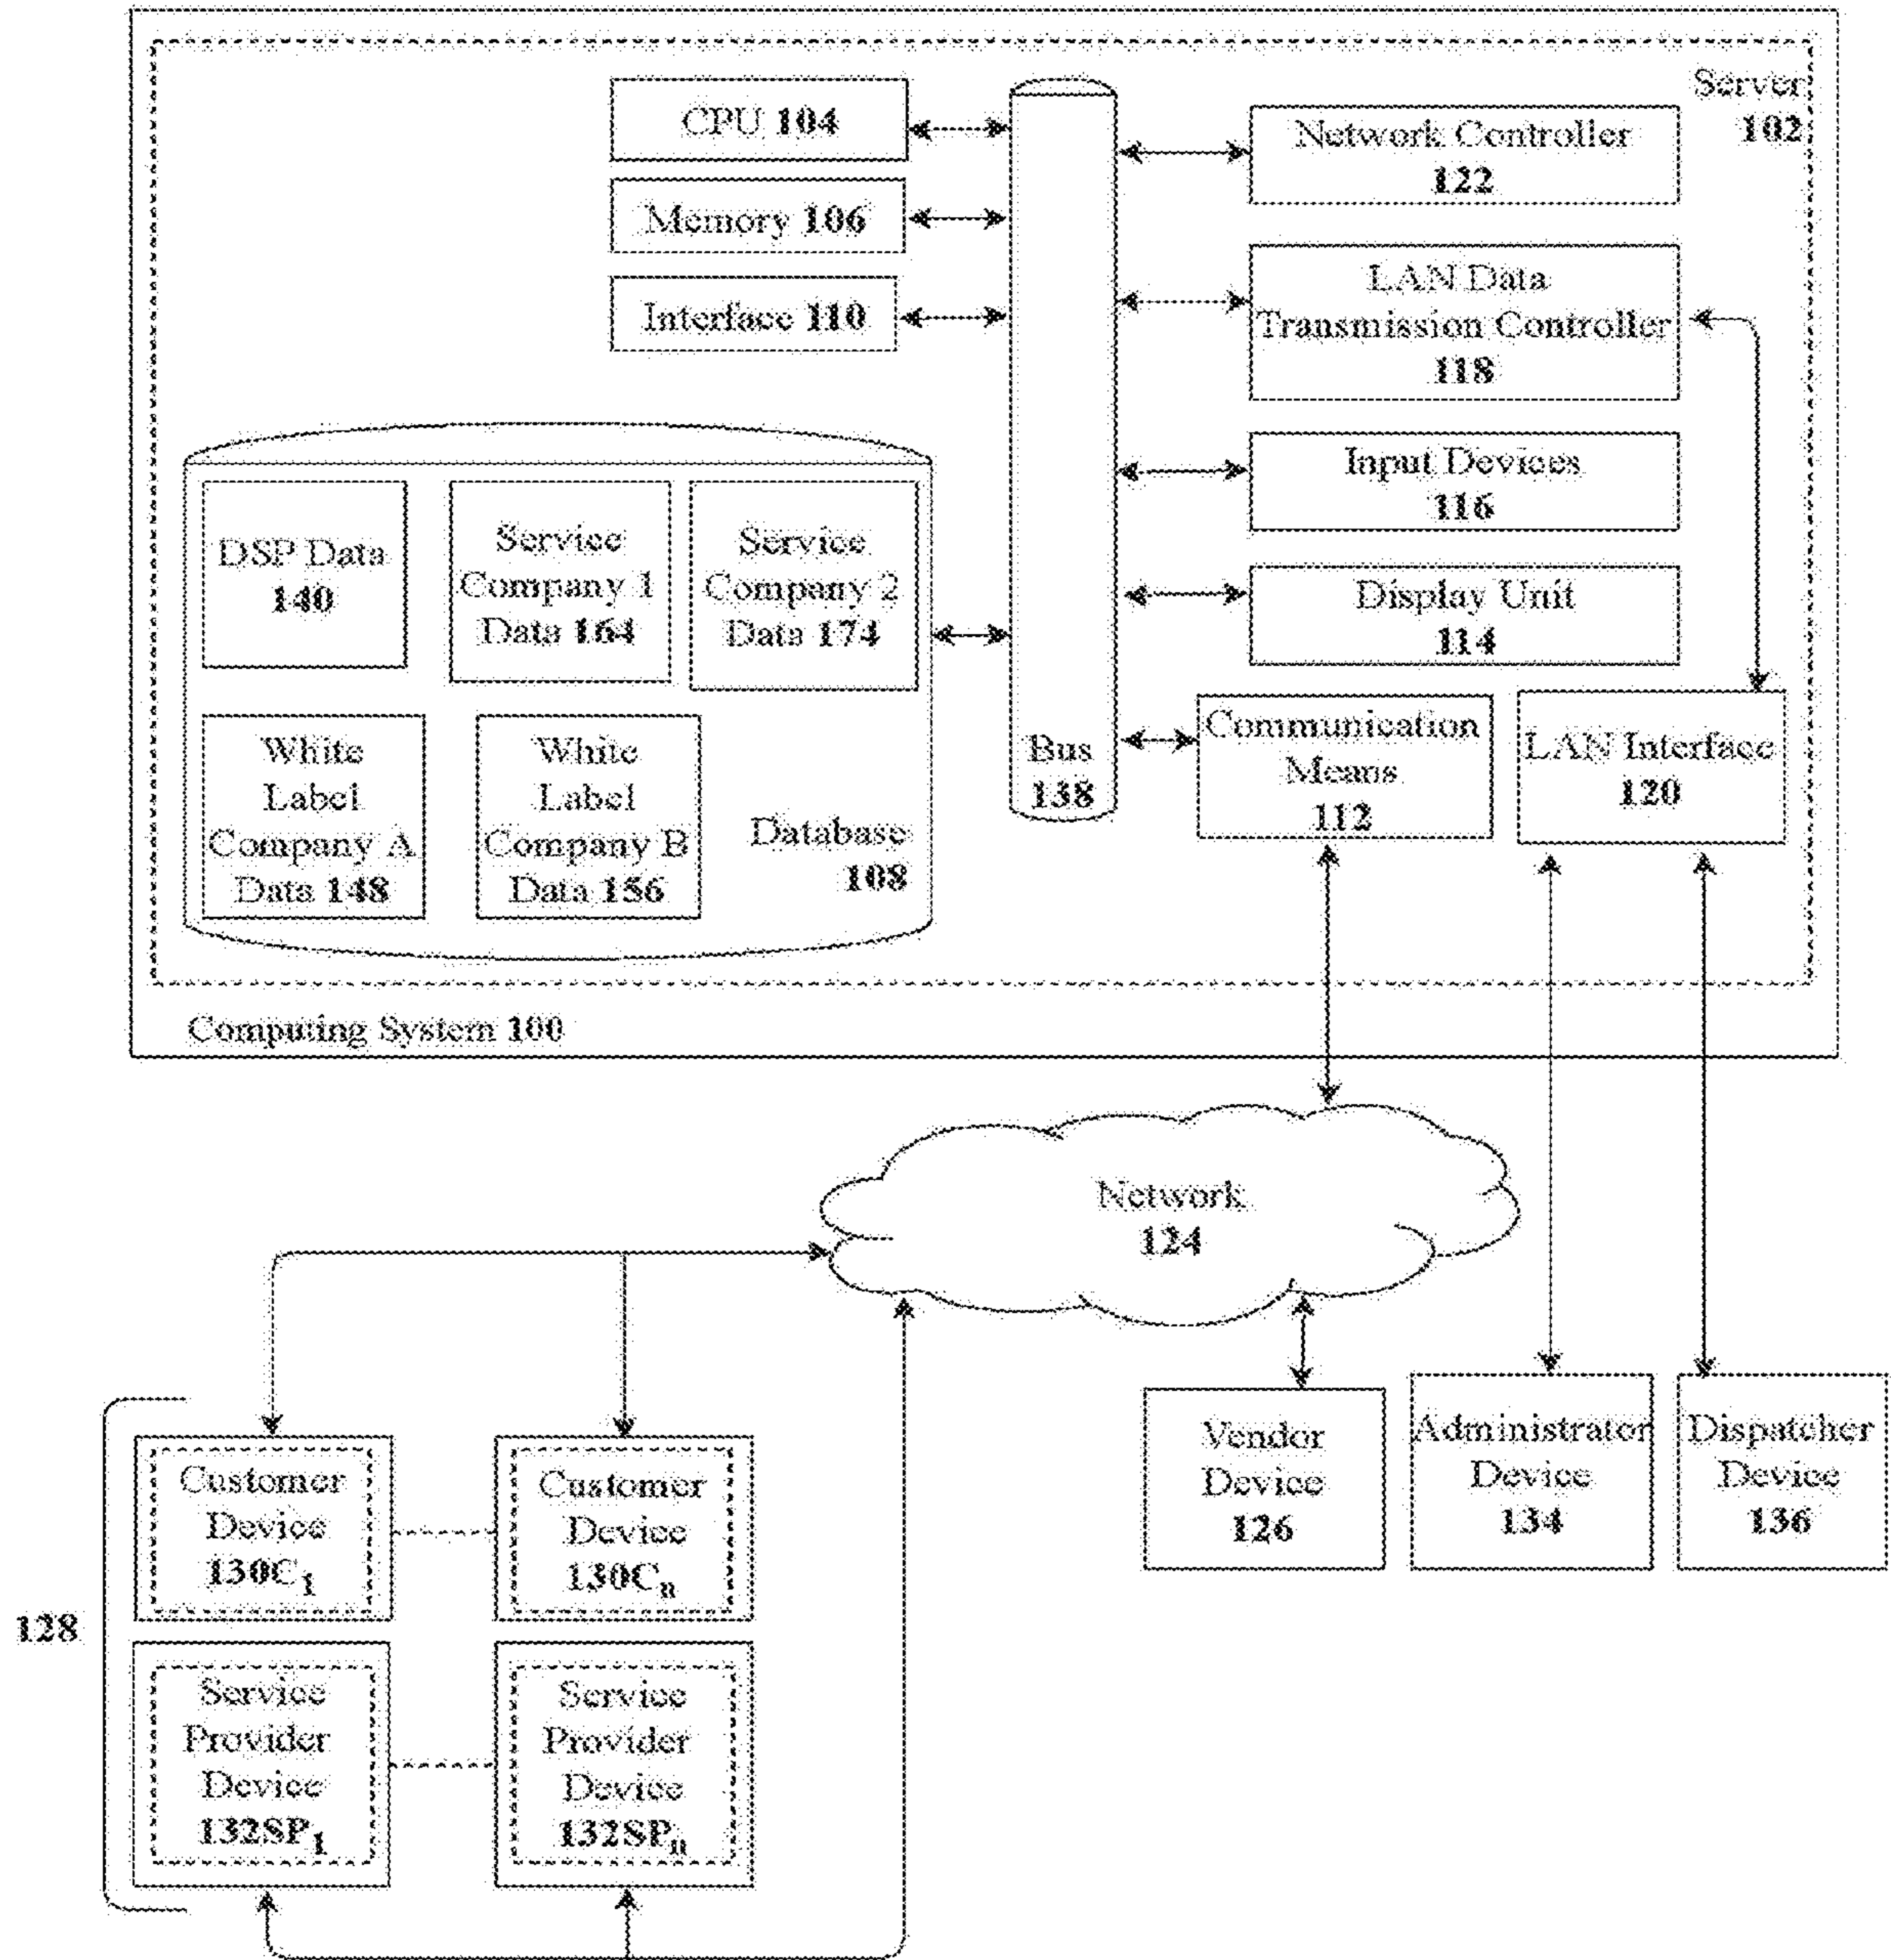 Server
102
CPU 104
Network Controller
122
Memory 106
LAN Data
Transmission Controller
118
Interface 110
Input Devices
116
DSP Data
140
Service
Company 1
Data 164
Service
Company 2
Data 174
Display Unit
114
White
Label
Company A
Data 148
White
Label
Company B
Data 156
Database
108
Bus
138
Communication
Means
112
LAN Interface
120
Computing System 100
Network
124
Vendor
Device
126
Administrator
Device
134
Dispatcher
Device
136
128
Customer
Device
130C₁
Customer
Device
130Cₙ
Service
Provider
Device
132SP₁
Service
Provider
Device
132SPₙ